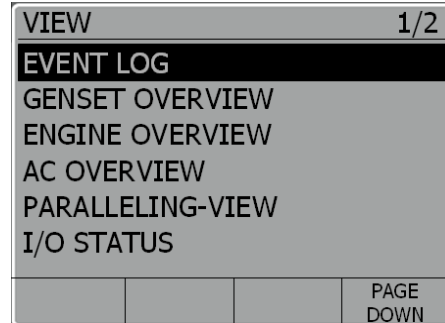 VIEW 1/2
EVENT LOG
GENSET OVERVIEW
ENGINE OVERVIEW
AC OVERVIEW
PARALLELING-VIEW
I/O STATUS
PAGE
DOWN